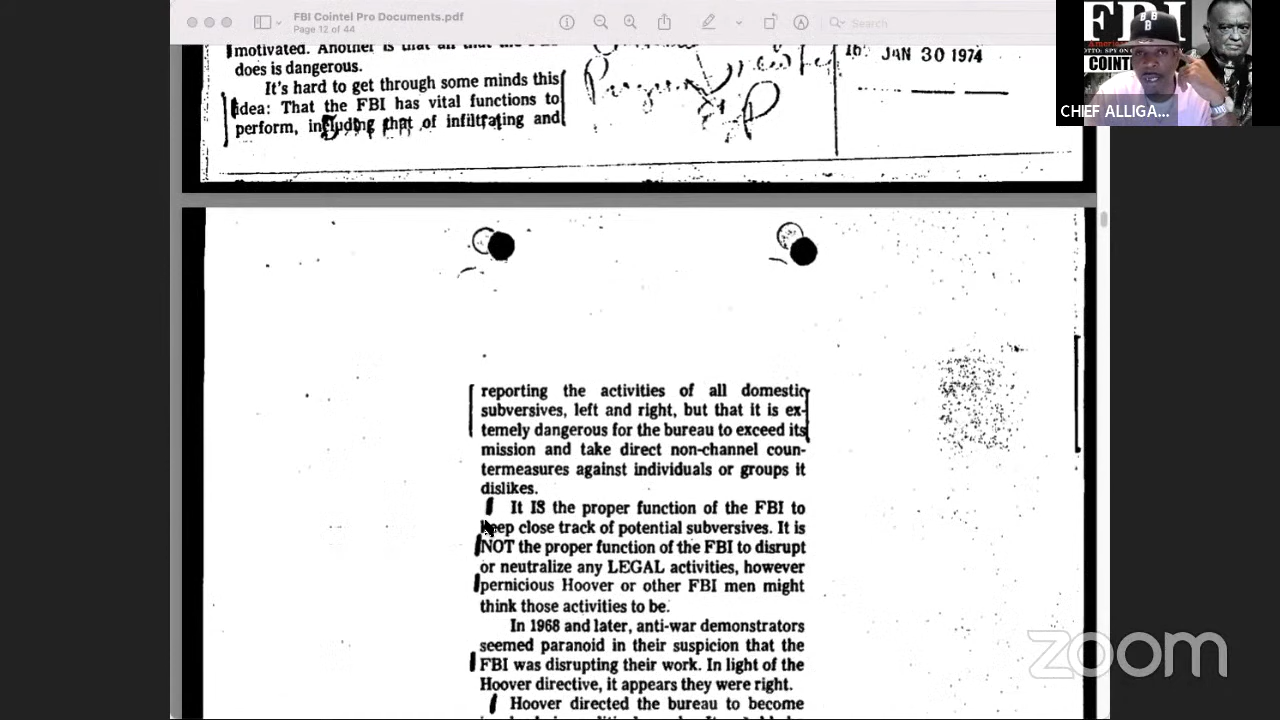 FBI Cointel Pro Documents.pdf
Page 12 of 44
Search
FBI
COINT
CHIEF ALLIGA...
motivated. Another is that all that the
does is dangerous.
It's hard to get through some minds this
idea: That the FBI has vital functions to
perform, including that of infiltrating and
JAN 30 1974
reporting the activities of all domestic
subversives, left and right, but that it is ex-
temely dangerous for the bureau to exceed its
mission and take direct non-channel coun-
termeasures against individuals or groups it
dislikes.
It IS the proper function of the FBI to
keep close track of potential subversives. It is
NOT the proper function of the FBI to disrupt
or neutralize any LEGAL activities, however
pernicious Hoover or other FBI men might
think those activities to be.
In 1968 and later, anti-war demonstrators
seemed paranoid in their suspicion that the
FBI was disrupting their work. In light of the
Hoover directive, it appears they were right.
Hoover directed the bureau to become
zoom